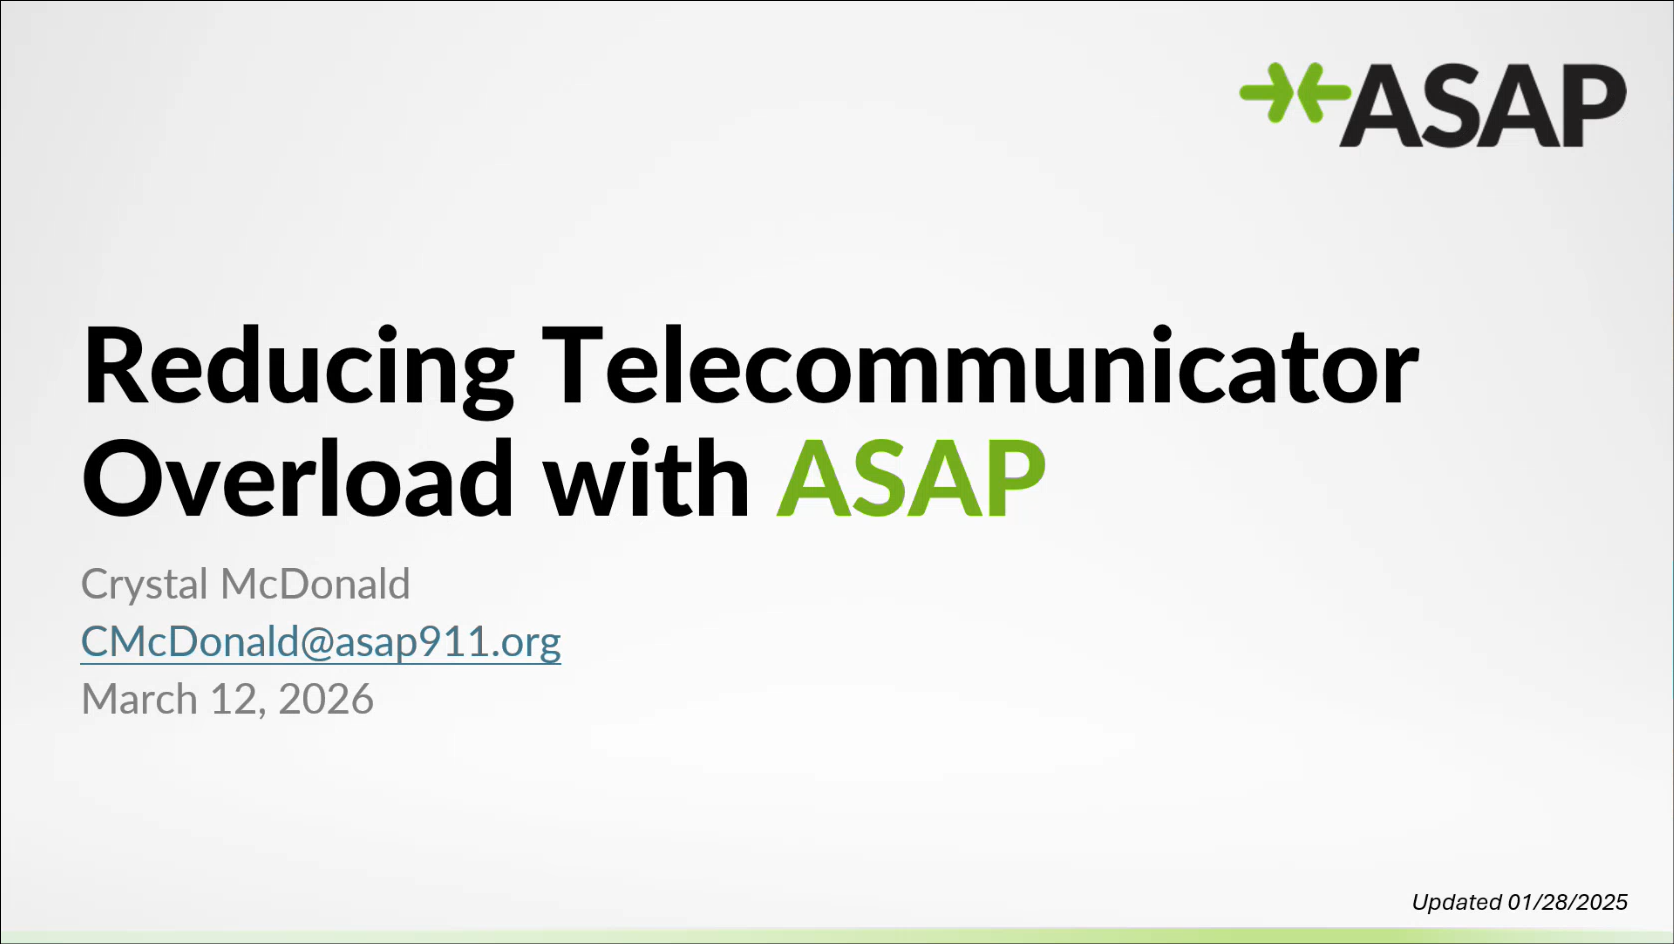 ASAP
Reducing Telecommunicator
Overload with ASAP
Crystal McDonald
CMcDonald@asap911.org
March 12, 2026
Updated 01/28/2025